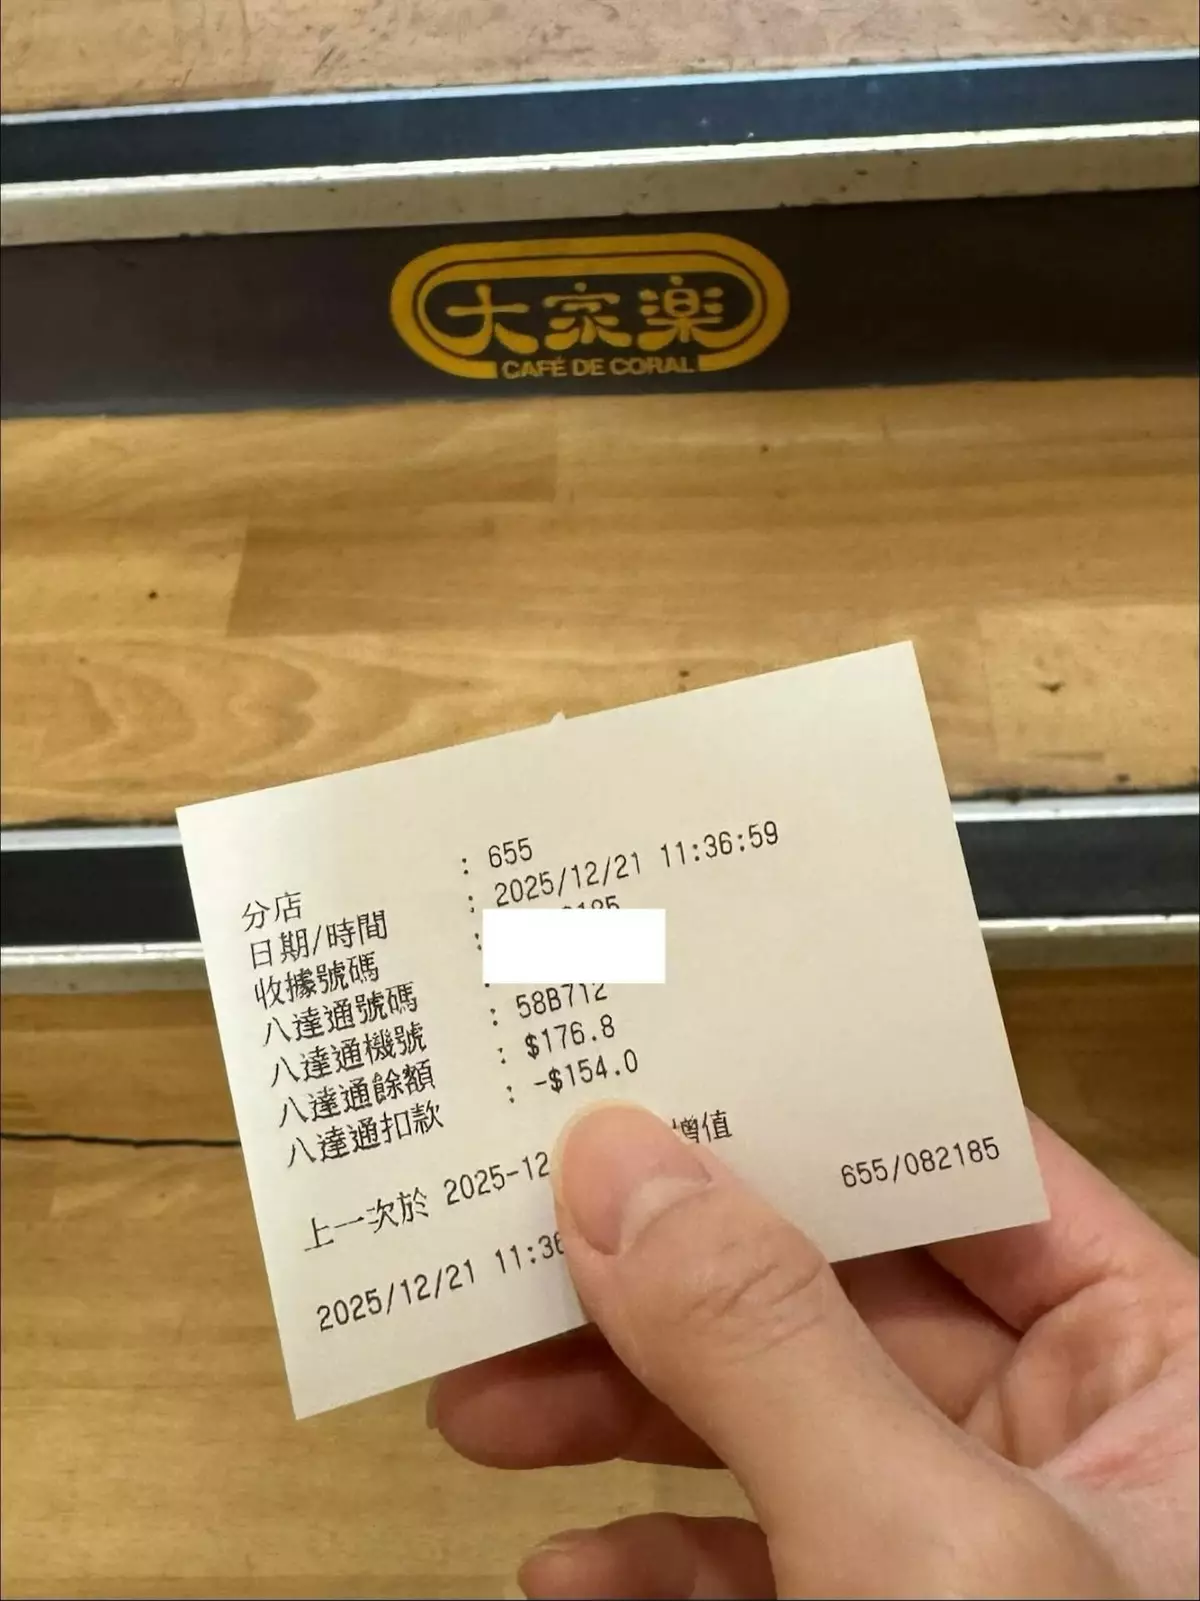 大家楽
CAFÉ DE CORAL
分店 : 655
日期/時間 : 2025/12/21 11:36:59
收據號碼 :
八達通號碼 :
八達通機號 : 58B712
八達通餘額 : $176.8
八達通扣款 : -$154.0
上一次於 2025-12 增值
655/082185
2025/12/21 11:36